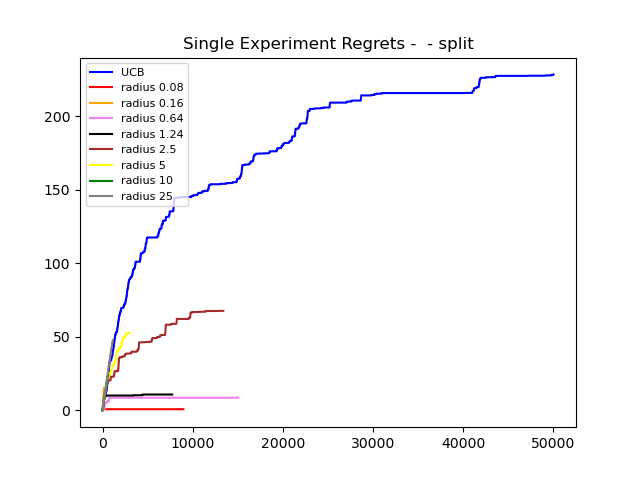 Single Experiment Regrets -  - split
UCB
radius 0.08
radius 0.16
radius 0.64
radius 1.24
radius 2.5
radius 5
radius 10
radius 25
200
150
100
50
0
0 10000 20000 30000 40000 50000